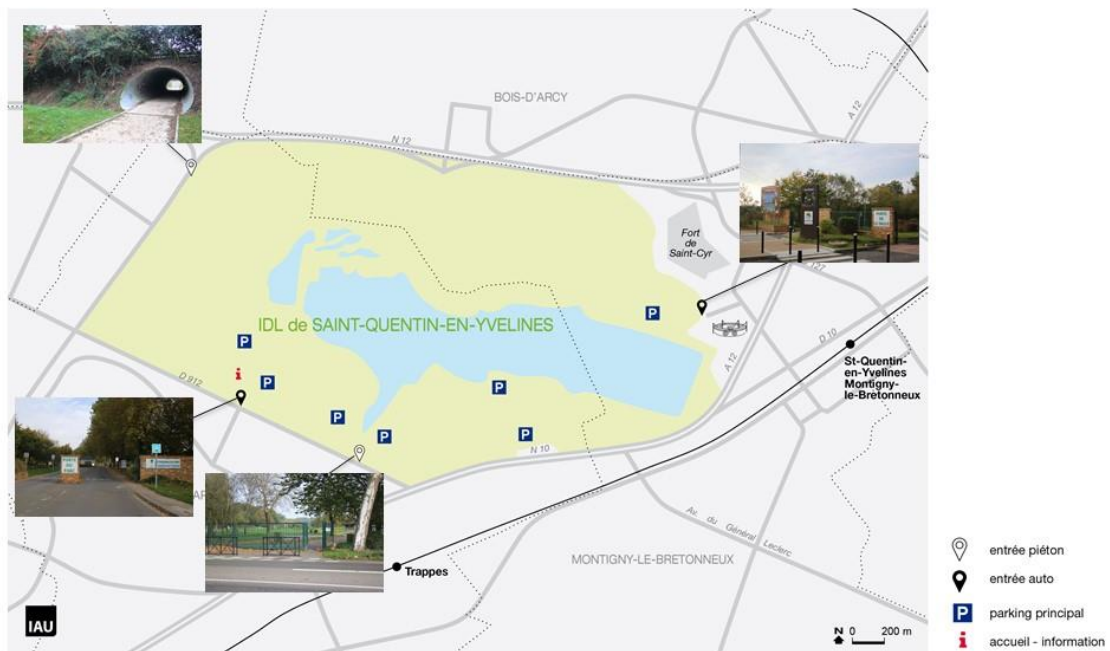 BOIS-D'ARCY
N 12
A 12
Fort
de
Saint-Cyr
127
IDL de SAINT-QUENTIN-EN-YVELINES
P
P
P
P
P
P
P
i
D 10
A 12
St-Quentin-
en-Yvelines
Montigny-
le-Bretonneux
D 912
N 10
Av. du Général Leclerc
MONTIGNY-LE-BRETONNEUX
Trappes
IAU
N 0 200 m
entrée piéton
entrée auto
P parking principal
i accueil - information